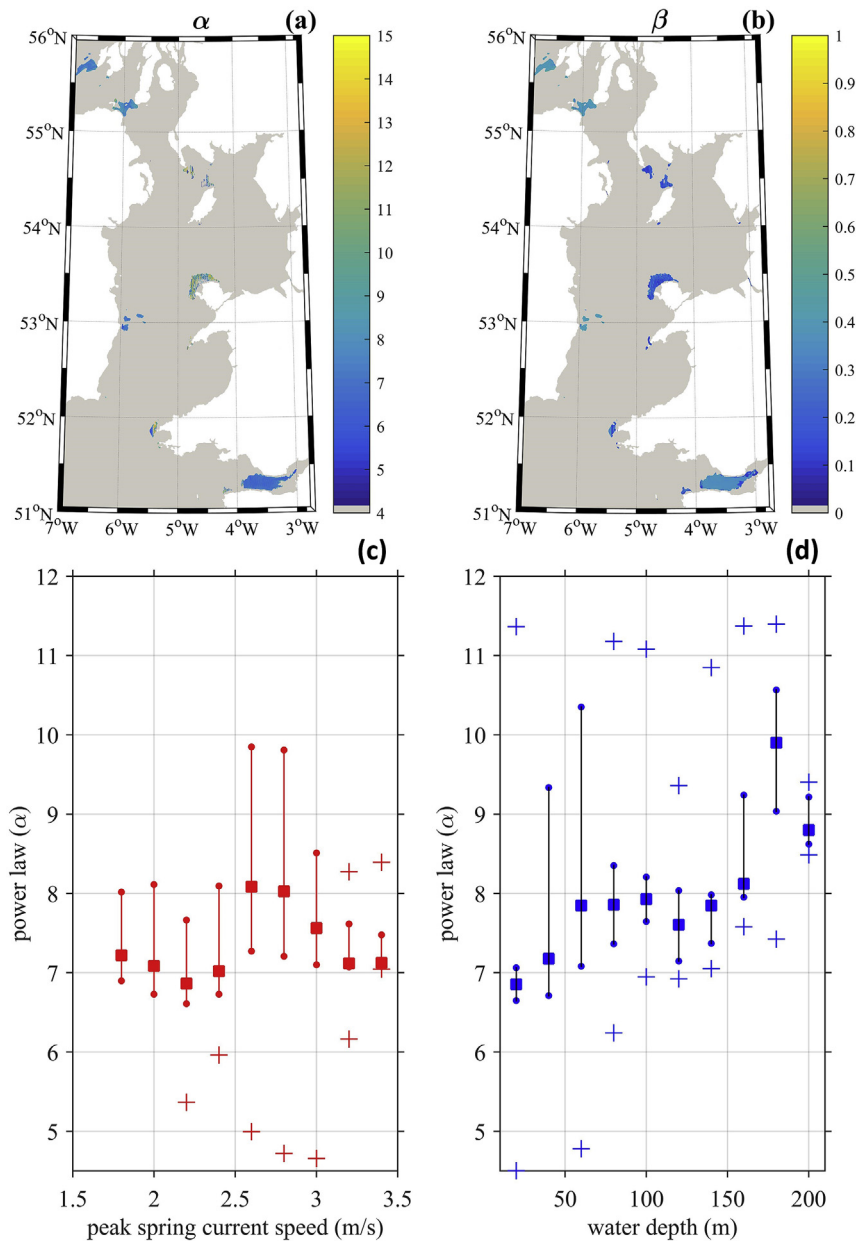 α (a)
β (b)
56°N
55°N
54°N
53°N
52°N
51°N
7°W 6°W 5°W 4°W 3°W
15
14
13
12
11
10
9
8
7
6
5
4
56°N
55°N
54°N
53°N
52°N
51°N
7°W 6°W 5°W 4°W 3°W
1
0.9
0.8
0.7
0.6
0.5
0.4
0.3
0.2
0.1
0
(c)
12
11
10
9
8
7
6
5
power law (α)
1.5 2 2.5 3 3.5
peak spring current speed (m/s)
(d)
12
11
10
9
8
7
6
5
power law (α)
50 100 150 200
water depth (m)